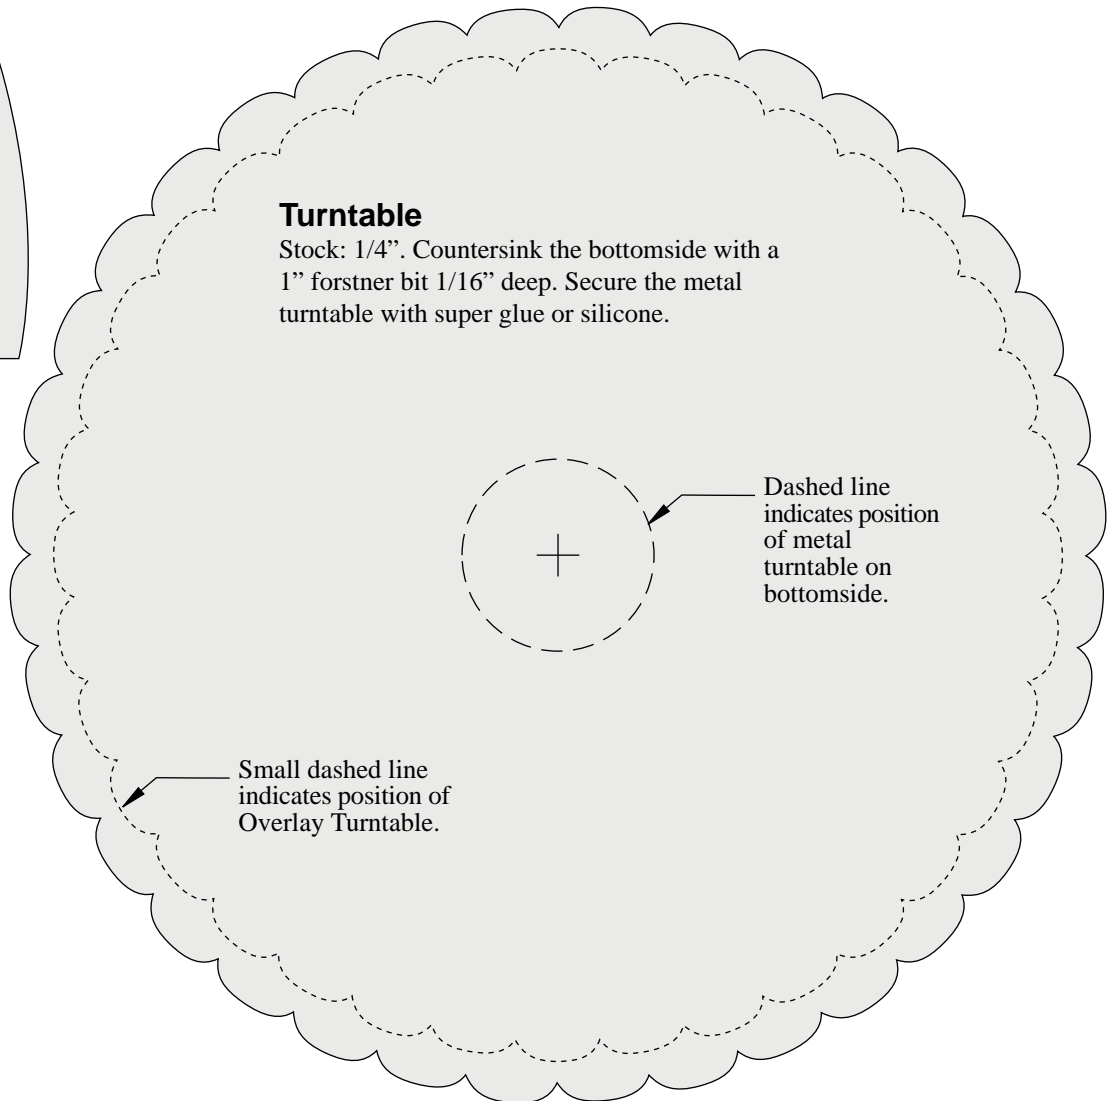 Turntable
Stock: 1/4”. Countersink the bottomside with a
1” forstner bit 1/16” deep. Secure the metal
turntable with super glue or silicone.
Dashed line
indicates position
of metal
turntable on
bottomside.
Small dashed line
indicates position of
Overlay Turntable.